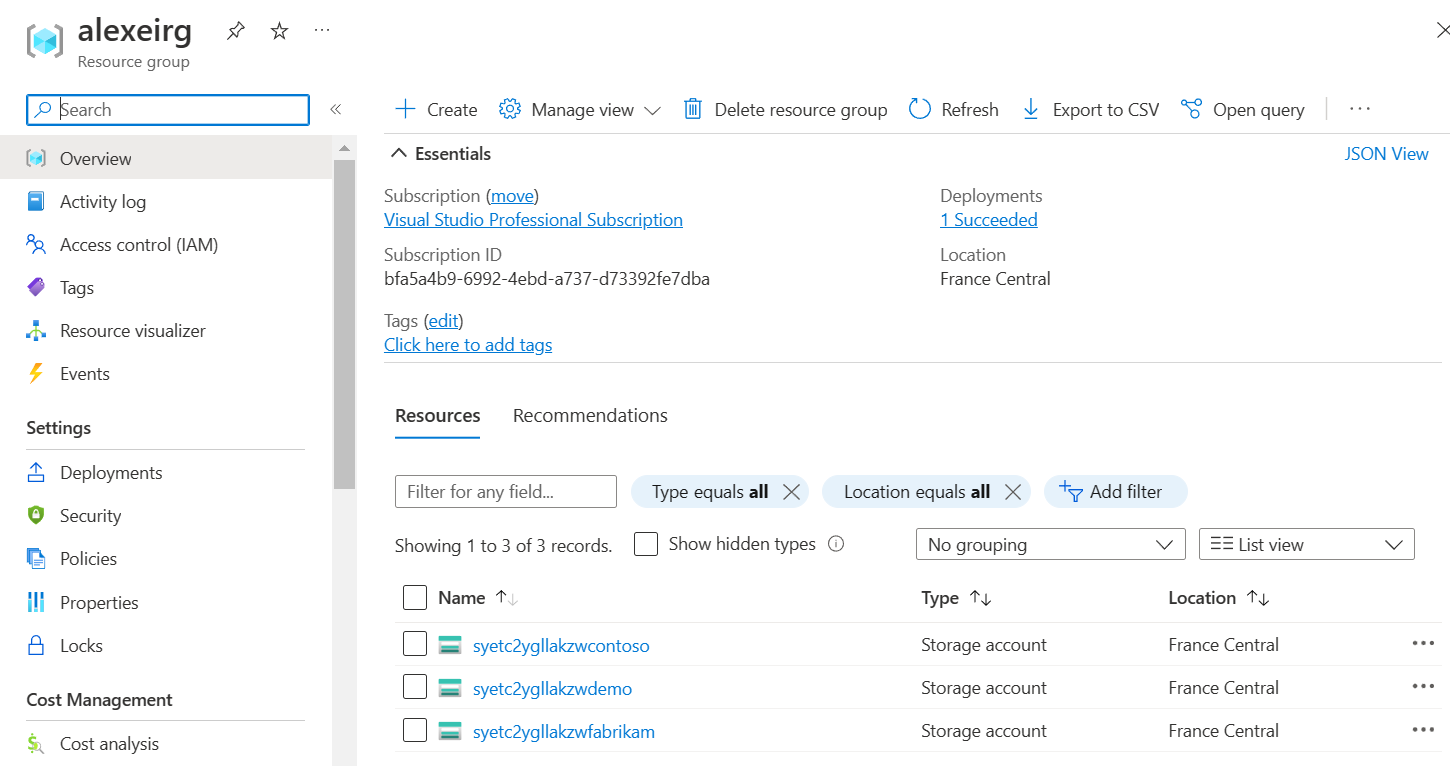 alexeirg
Resource group
Search
Overview
Activity log
Access control (IAM)
Tags
Resource visualizer
Events
Settings
Deployments
Security
Policies
Properties
Locks
Cost Management
Cost analysis
Create Manage view Delete resource group Refresh Export to CSV Open query
Essentials JSON View
Subscription (move)
Visual Studio Professional Subscription
Subscription ID
bfa5a4b9-6992-4ebd-a737-d73392fe7dba
Deployments
1 Succeeded
Location
France Central
Tags (edit)
Click here to add tags
Resources Recommendations
Filter for any field... Type equals all Location equals all Add filter
Showing 1 to 3 of 3 records. Show hidden types No grouping List view
Name Type Location
syetc2ygllakzwcontoso Storage account France Central
syetc2ygllakzwdemo Storage account France Central
syetc2ygllakzwfabrikam Storage account France Central